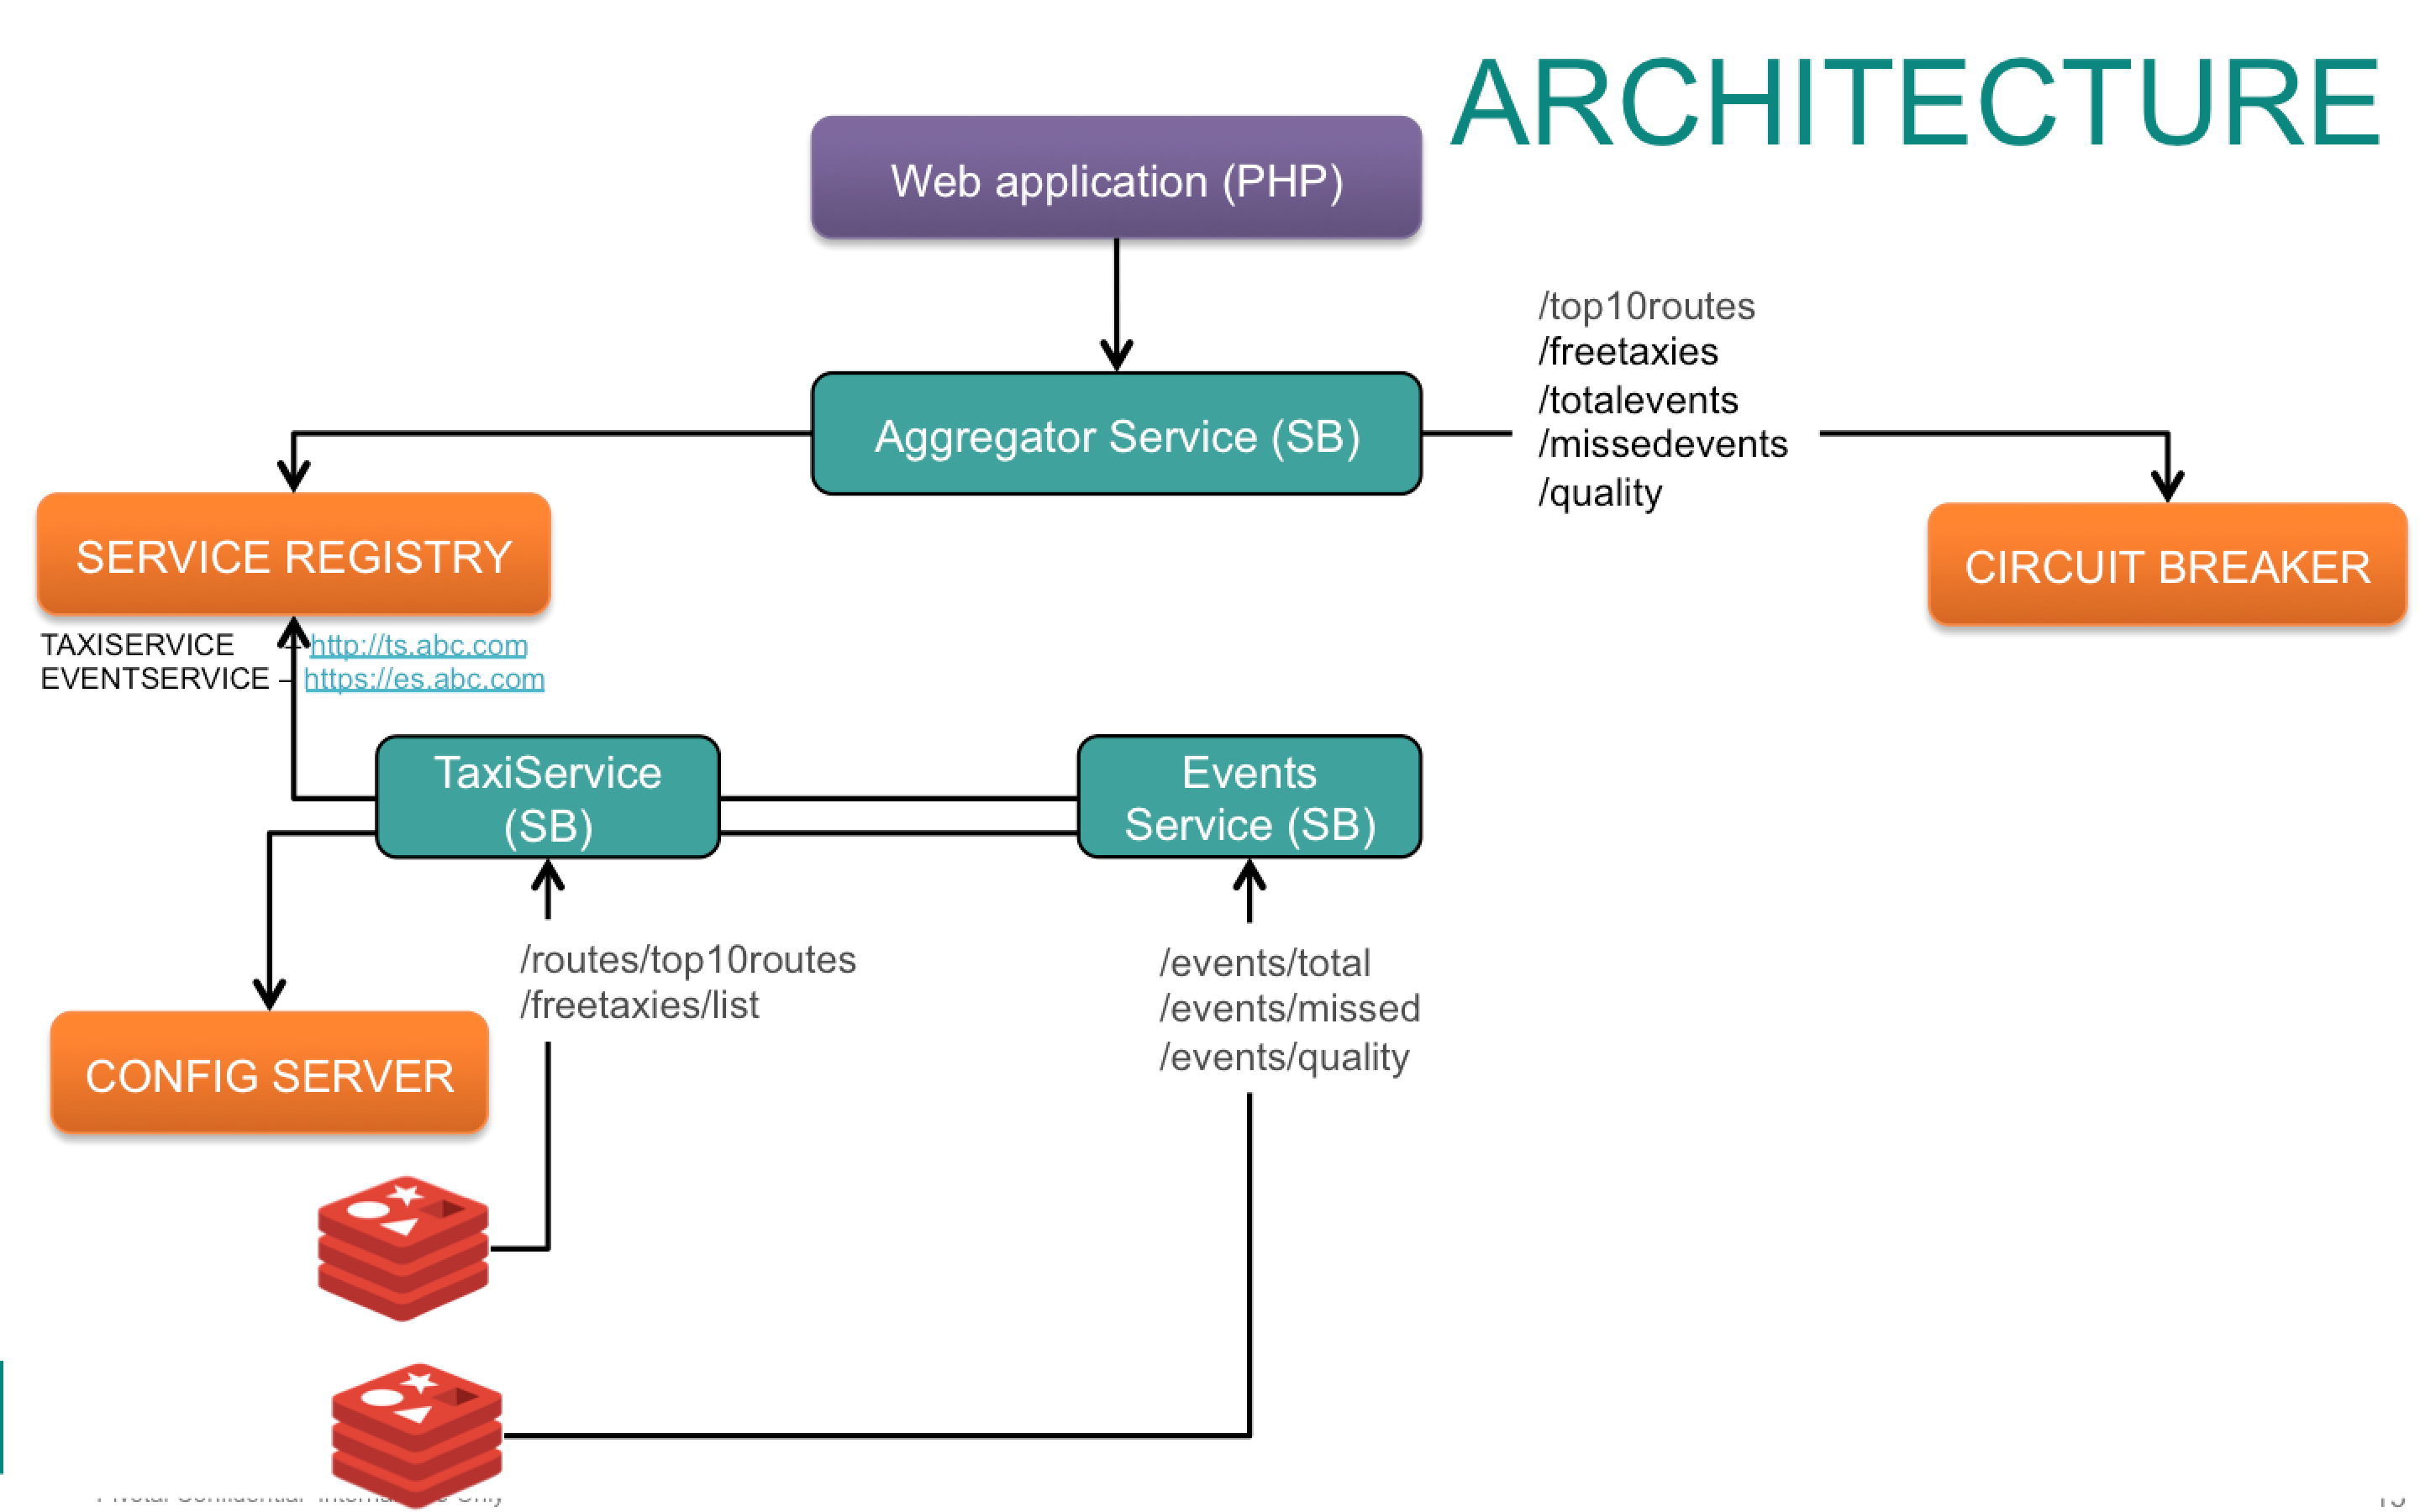 ARCHITECTURE
Web application (PHP)
Aggregator Service (SB)
/top10routes
/freetaxies
/totalevents
/missedevents
/quality
SERVICE REGISTRY
CIRCUIT BREAKER
TAXISERVICE – http://ts.abc.com
EVENTSERVICE – https://es.abc.com
TaxiService
(SB)
Events
Service (SB)
/routes/top10routes
/freetaxies/list
/events/total
/events/missed
/events/quality
CONFIG SERVER